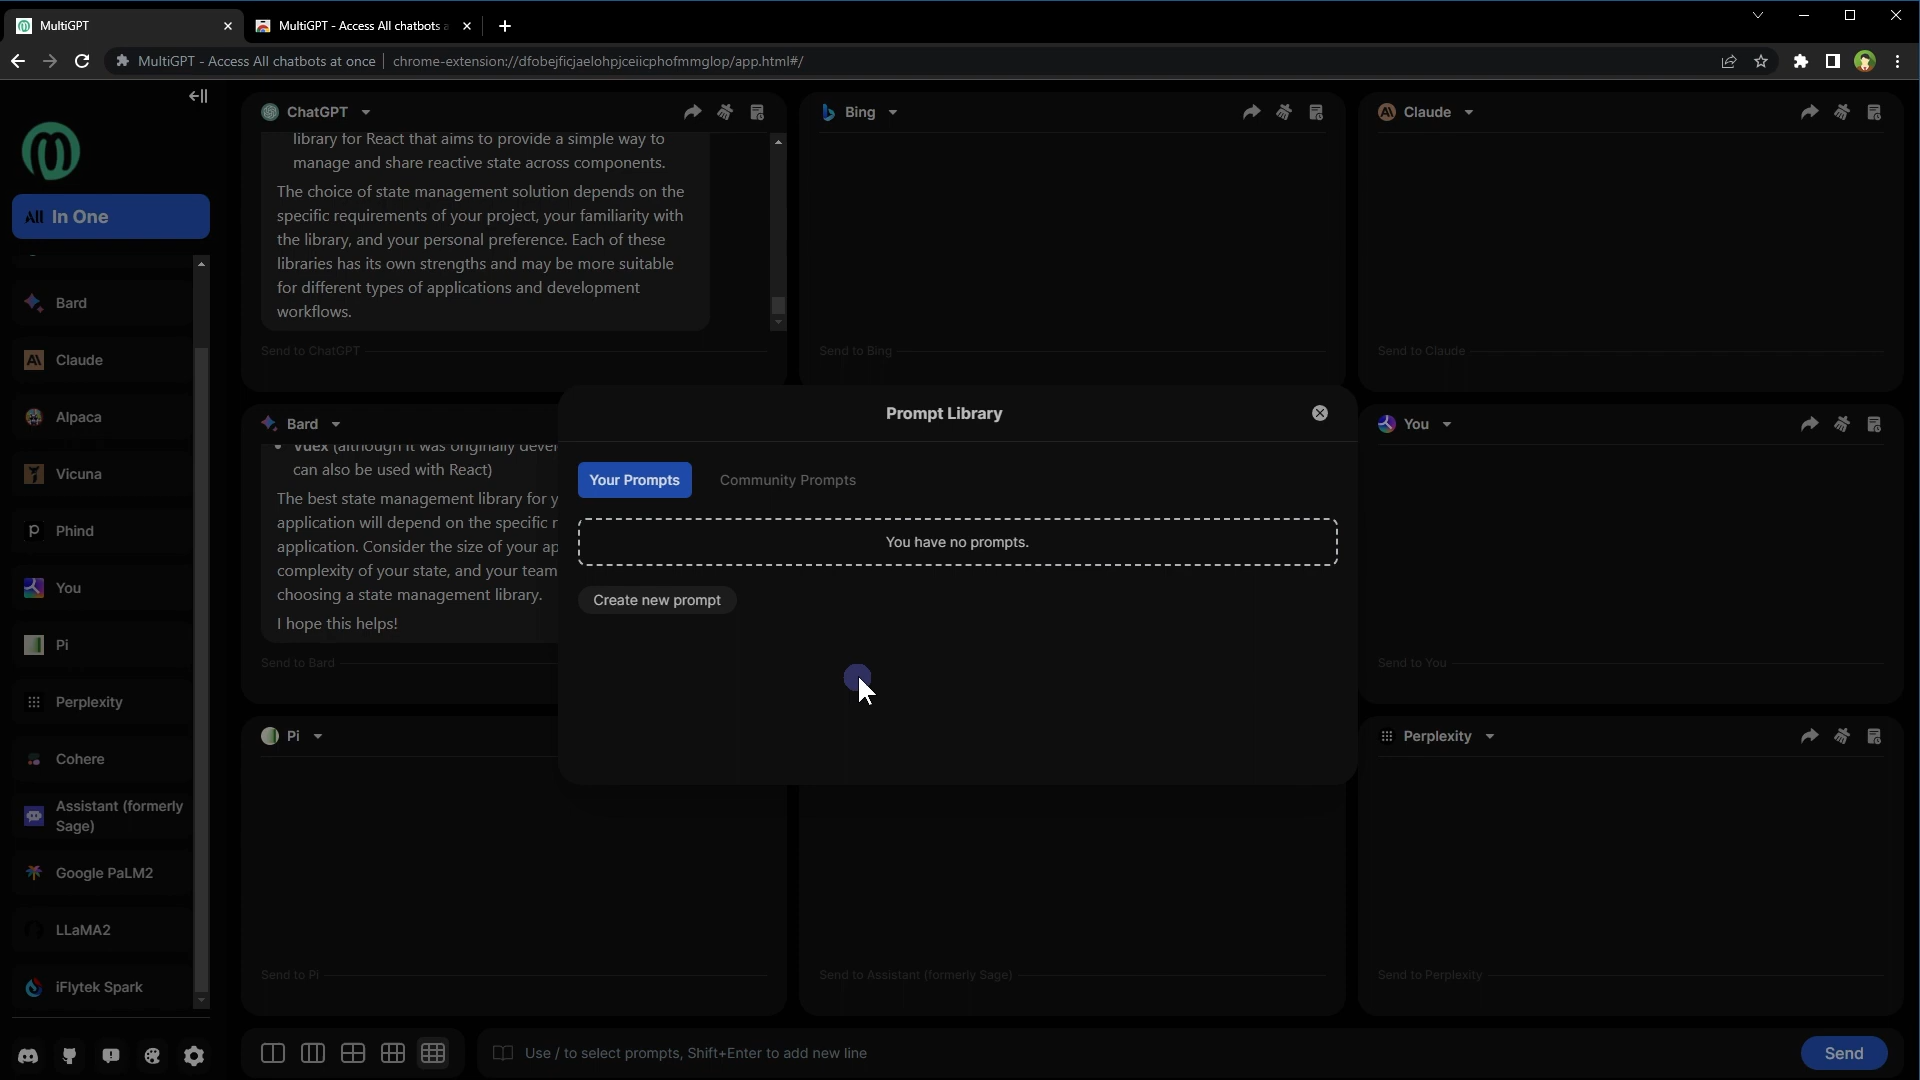 MultiGPT
MultiGPT - Access All chatbots a
MultiGPT - Access All chatbots at once
chrome-extension://dfobejficjaelohpjceiicphofmmglop/app.html#/
All In One
Bard
Claude
Alpaca
Vicuna
Phind
You
Pi
Perplexity
Cohere
Assistant (formerly
Sage)
Google PaLM2
LLaMA2
iFlytek Spark
ChatGPT
library for React that aims to provide a simple way to
manage and share reactive state across components.
The choice of state management solution depends on the
specific requirements of your project, your familiarity with
the library, and your personal preference. Each of these
libraries has its own strengths and may be more suitable
for different types of applications and development
workflows.
Send to ChatGPT
Bing
Send to Bing
Claude
Send to Claude
Bard
Vuex (although it was originally devel
can also be used with React)
The best state management library for y
application will depend on the specific r
application. Consider the size of your ap
complexity of your state, and your team
choosing a state management library.
I hope this helps!
Send to Bard
Prompt Library
Your Prompts
Community Prompts
You have no prompts.
Create new prompt
You
Send to You
Pi
Send to Pi
Send to Assistant (formerly Sage)
Perplexity
Send to Perplexity
Use / to select prompts, Shift+Enter to add new line
Send